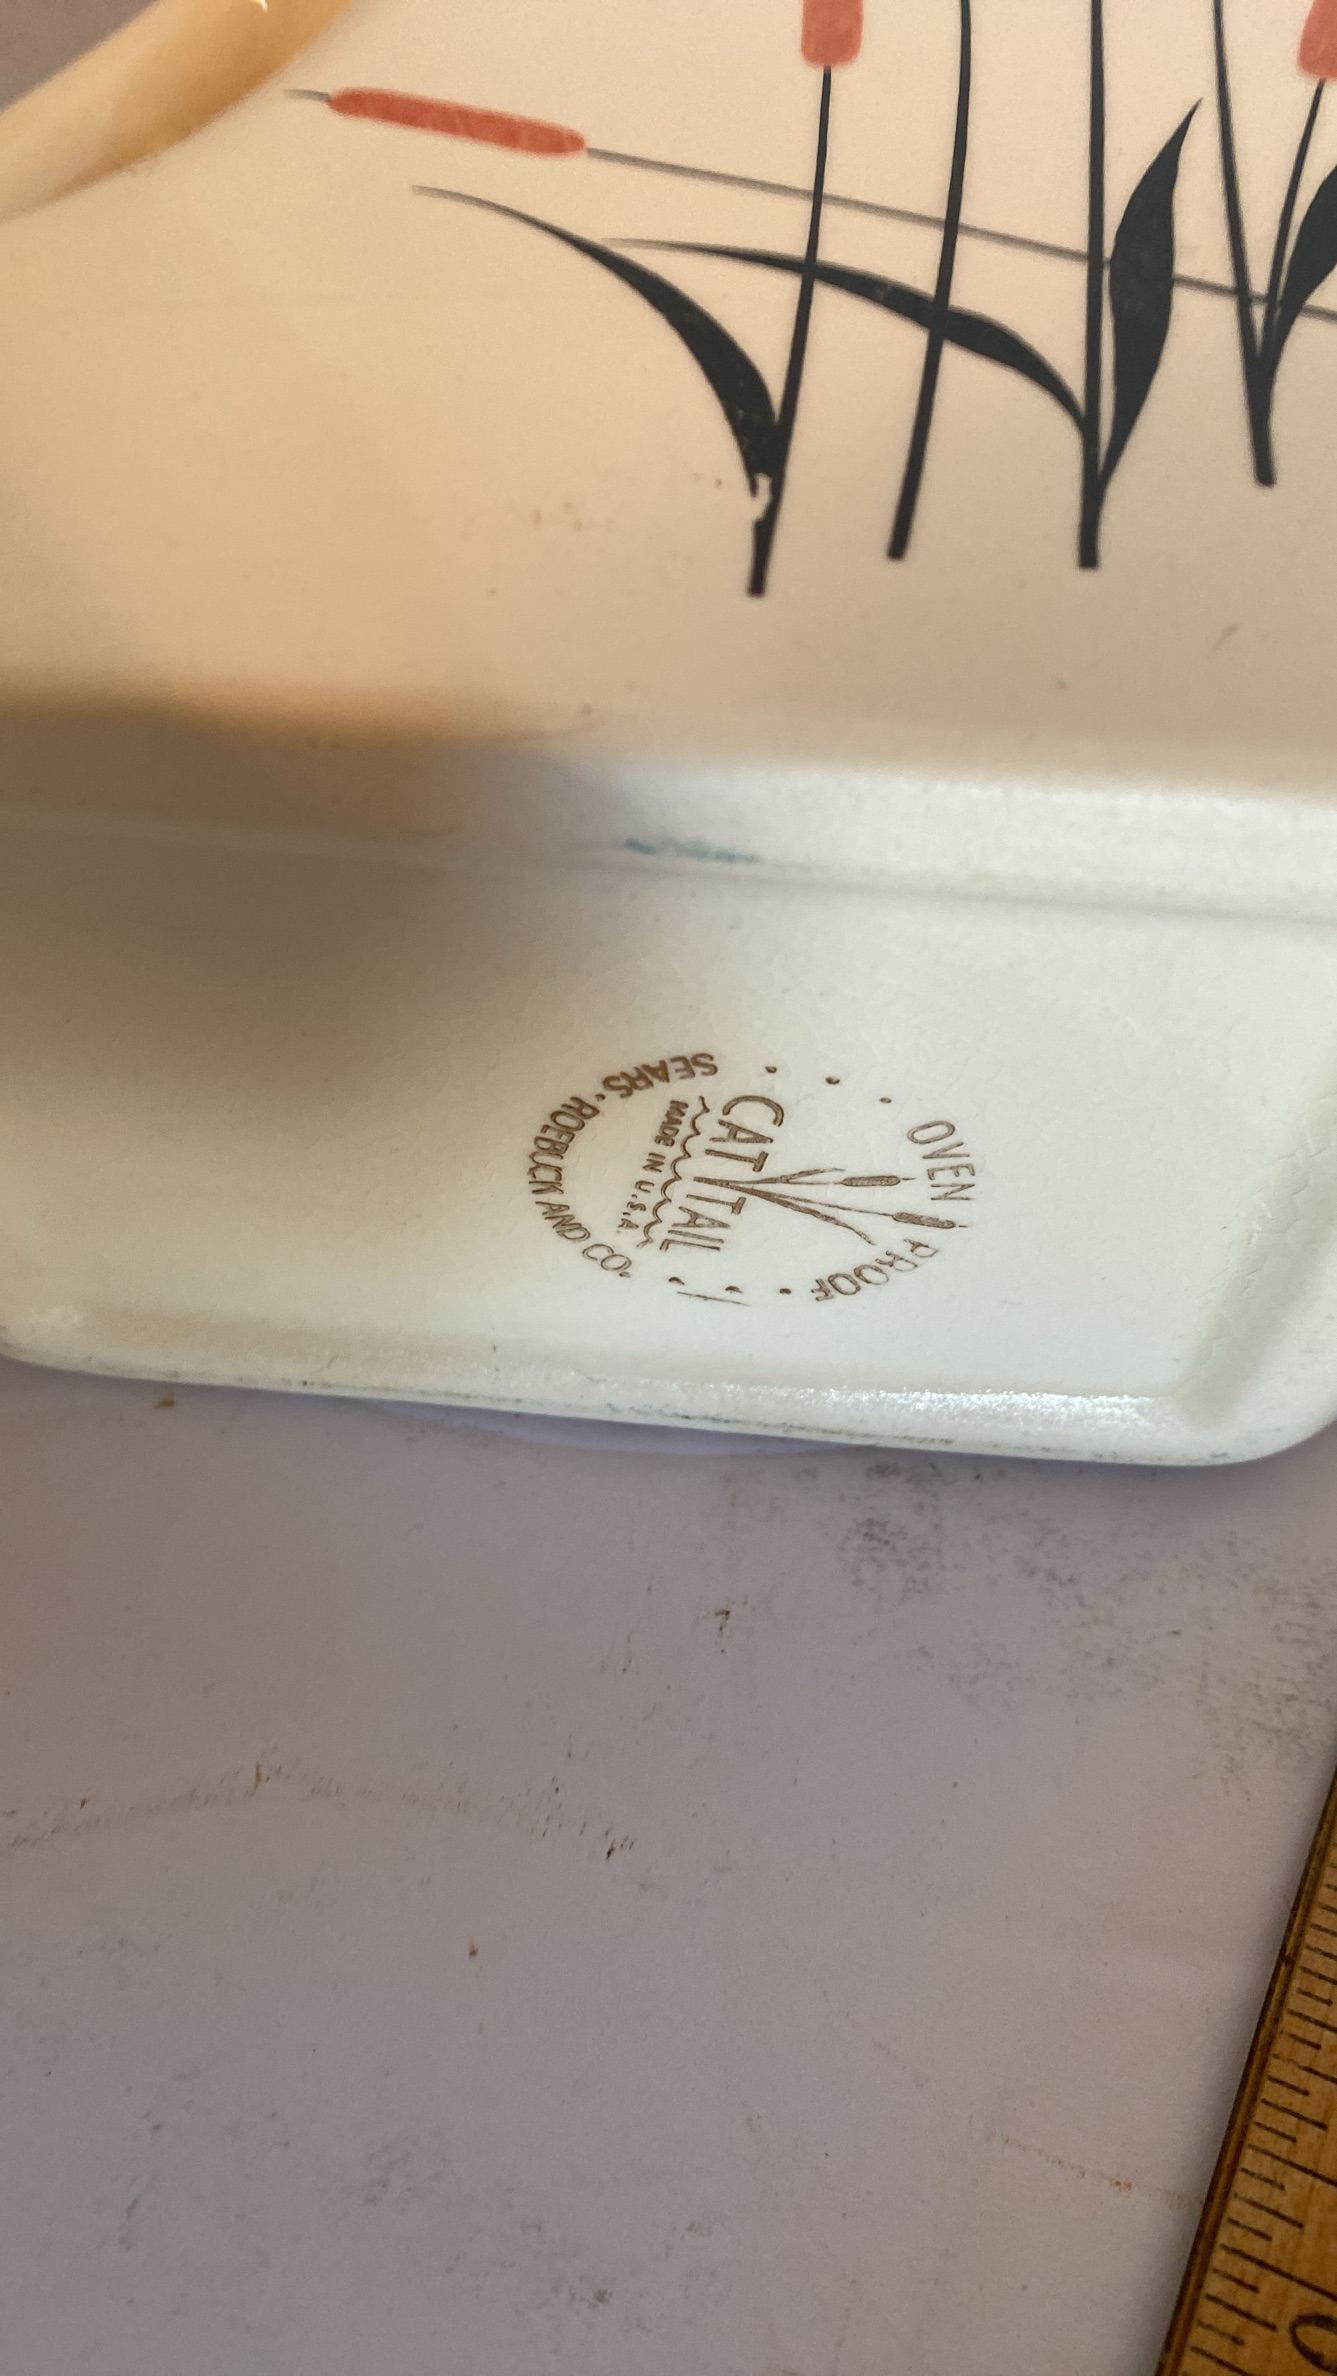 OVEN PROOF
CAT TAIL
MADE IN U.S.A.
SEARS • ROEBUCK AND CO.